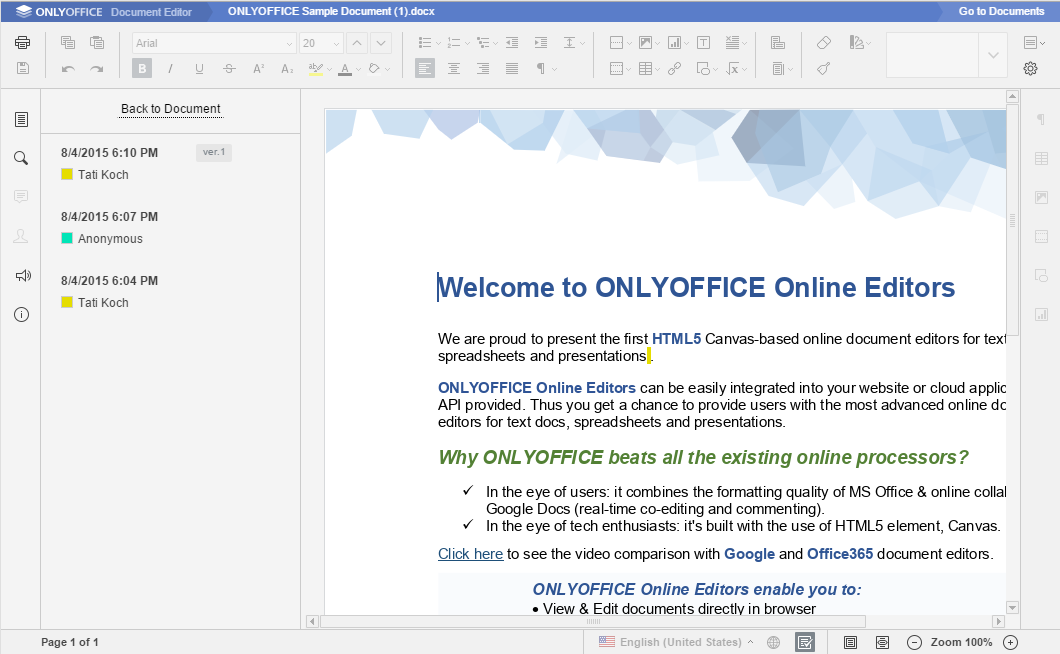 ONLYOFFICE Document Editor
ONLYOFFICE Sample Document (1).docx
Go to Documents
Arial
20
B I U S A² A₂ A
Back to Document
8/4/2015 6:10 PM
ver.1
Tati Koch
8/4/2015 6:07 PM
Anonymous
8/4/2015 6:04 PM
Tati Koch
Welcome to ONLYOFFICE Online Editors
We are proud to present the first HTML5 Canvas-based online document editors for text
spreadsheets and presentations.
ONLYOFFICE Online Editors can be easily integrated into your website or cloud applic
API provided. Thus you get a chance to provide users with the most advanced online do
editors for text docs, spreadsheets and presentations.
Why ONLYOFFICE beats all the existing online processors?
✓ In the eye of users: it combines the formatting quality of MS Office & online collal
Google Docs (real-time co-editing and commenting).
✓ In the eye of tech enthusiasts: it's built with the use of HTML5 element, Canvas.
Click here to see the video comparison with Google and Office365 document editors.
ONLYOFFICE Online Editors enable you to:
• View & Edit documents directly in browser
Page 1 of 1
English (United States)
Zoom 100%